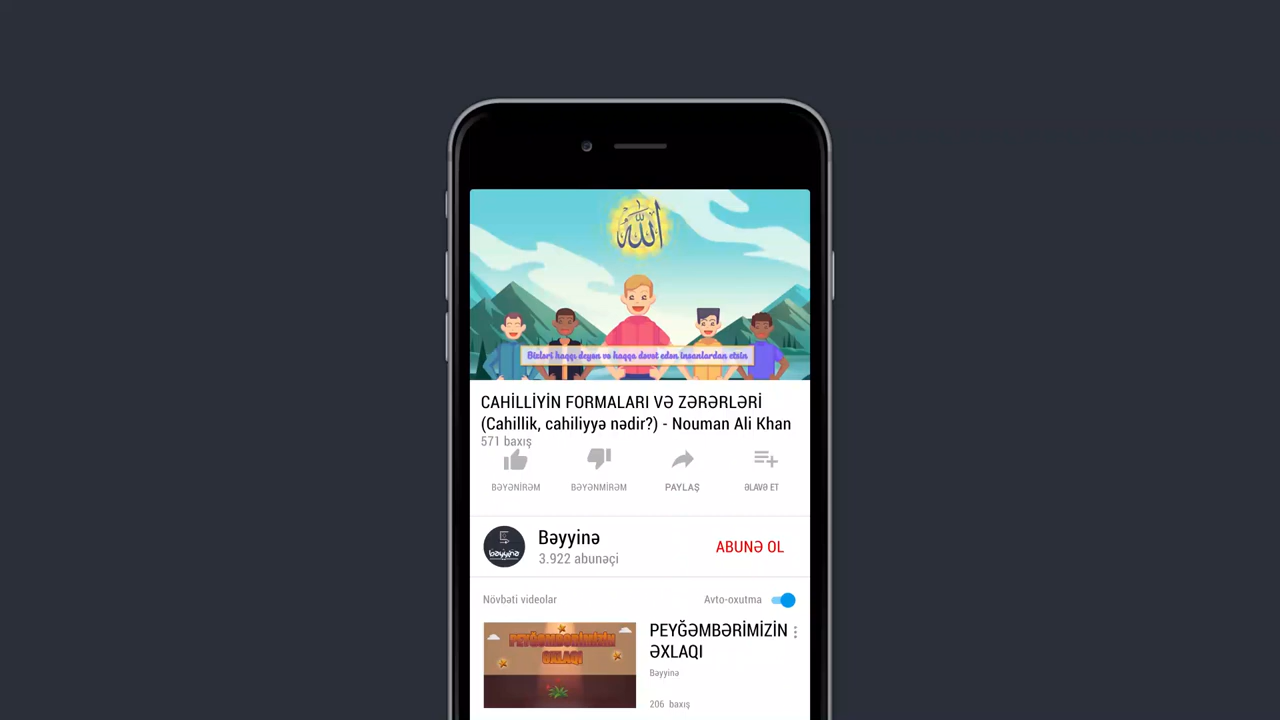 الله
Bizləri haqqı deyən və haqqa dəvət edən insanlardan etsin
CAHİLLİYİN FORMALARI VƏ ZƏRƏRLƏRİ
(Cahillik, cahiliyyə nədir?) - Nouman Ali Khan
571 baxış
BƏYƏNİRƏM BƏYƏNMİRƏM PAYLAŞ ƏLAVƏ ET
bəyyinə
Bəyyinə
3.922 abunəçi
ABUNƏ OL
Növbəti videolar Avto-oxutma
PEYĞƏMBƏRİMİZİN
ƏXLAQI
PEYĞƏMBƏRİMİZİN
ƏXLAQI
Bəyyinə
206 baxış